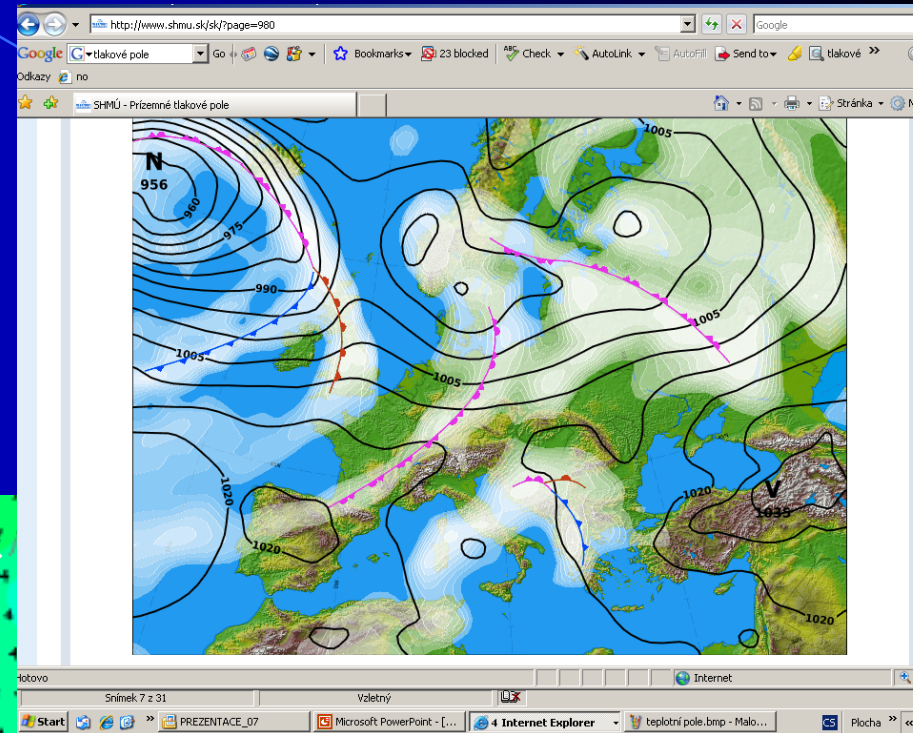 http://www.shmu.sk/sk/?page=980
Google
Google tlakové pole Go Bookmarks 23 blocked ABC Check AutoLink AutoFill Send to tlakové »
Odkazy no
SHMÚ - Prízemné tlakové pole
Stránka
N
956
960
975
990
1005
1005
1005
1005
1020
1020
1020
V
1035
1020
Hotovo
Internet
Snímek 7 z 31 Vzletný
Start » PREZENTACE_07 Microsoft PowerPoint - [... 4 Internet Explorer teplotní pole.bmp - Malo... CS Plocha » «